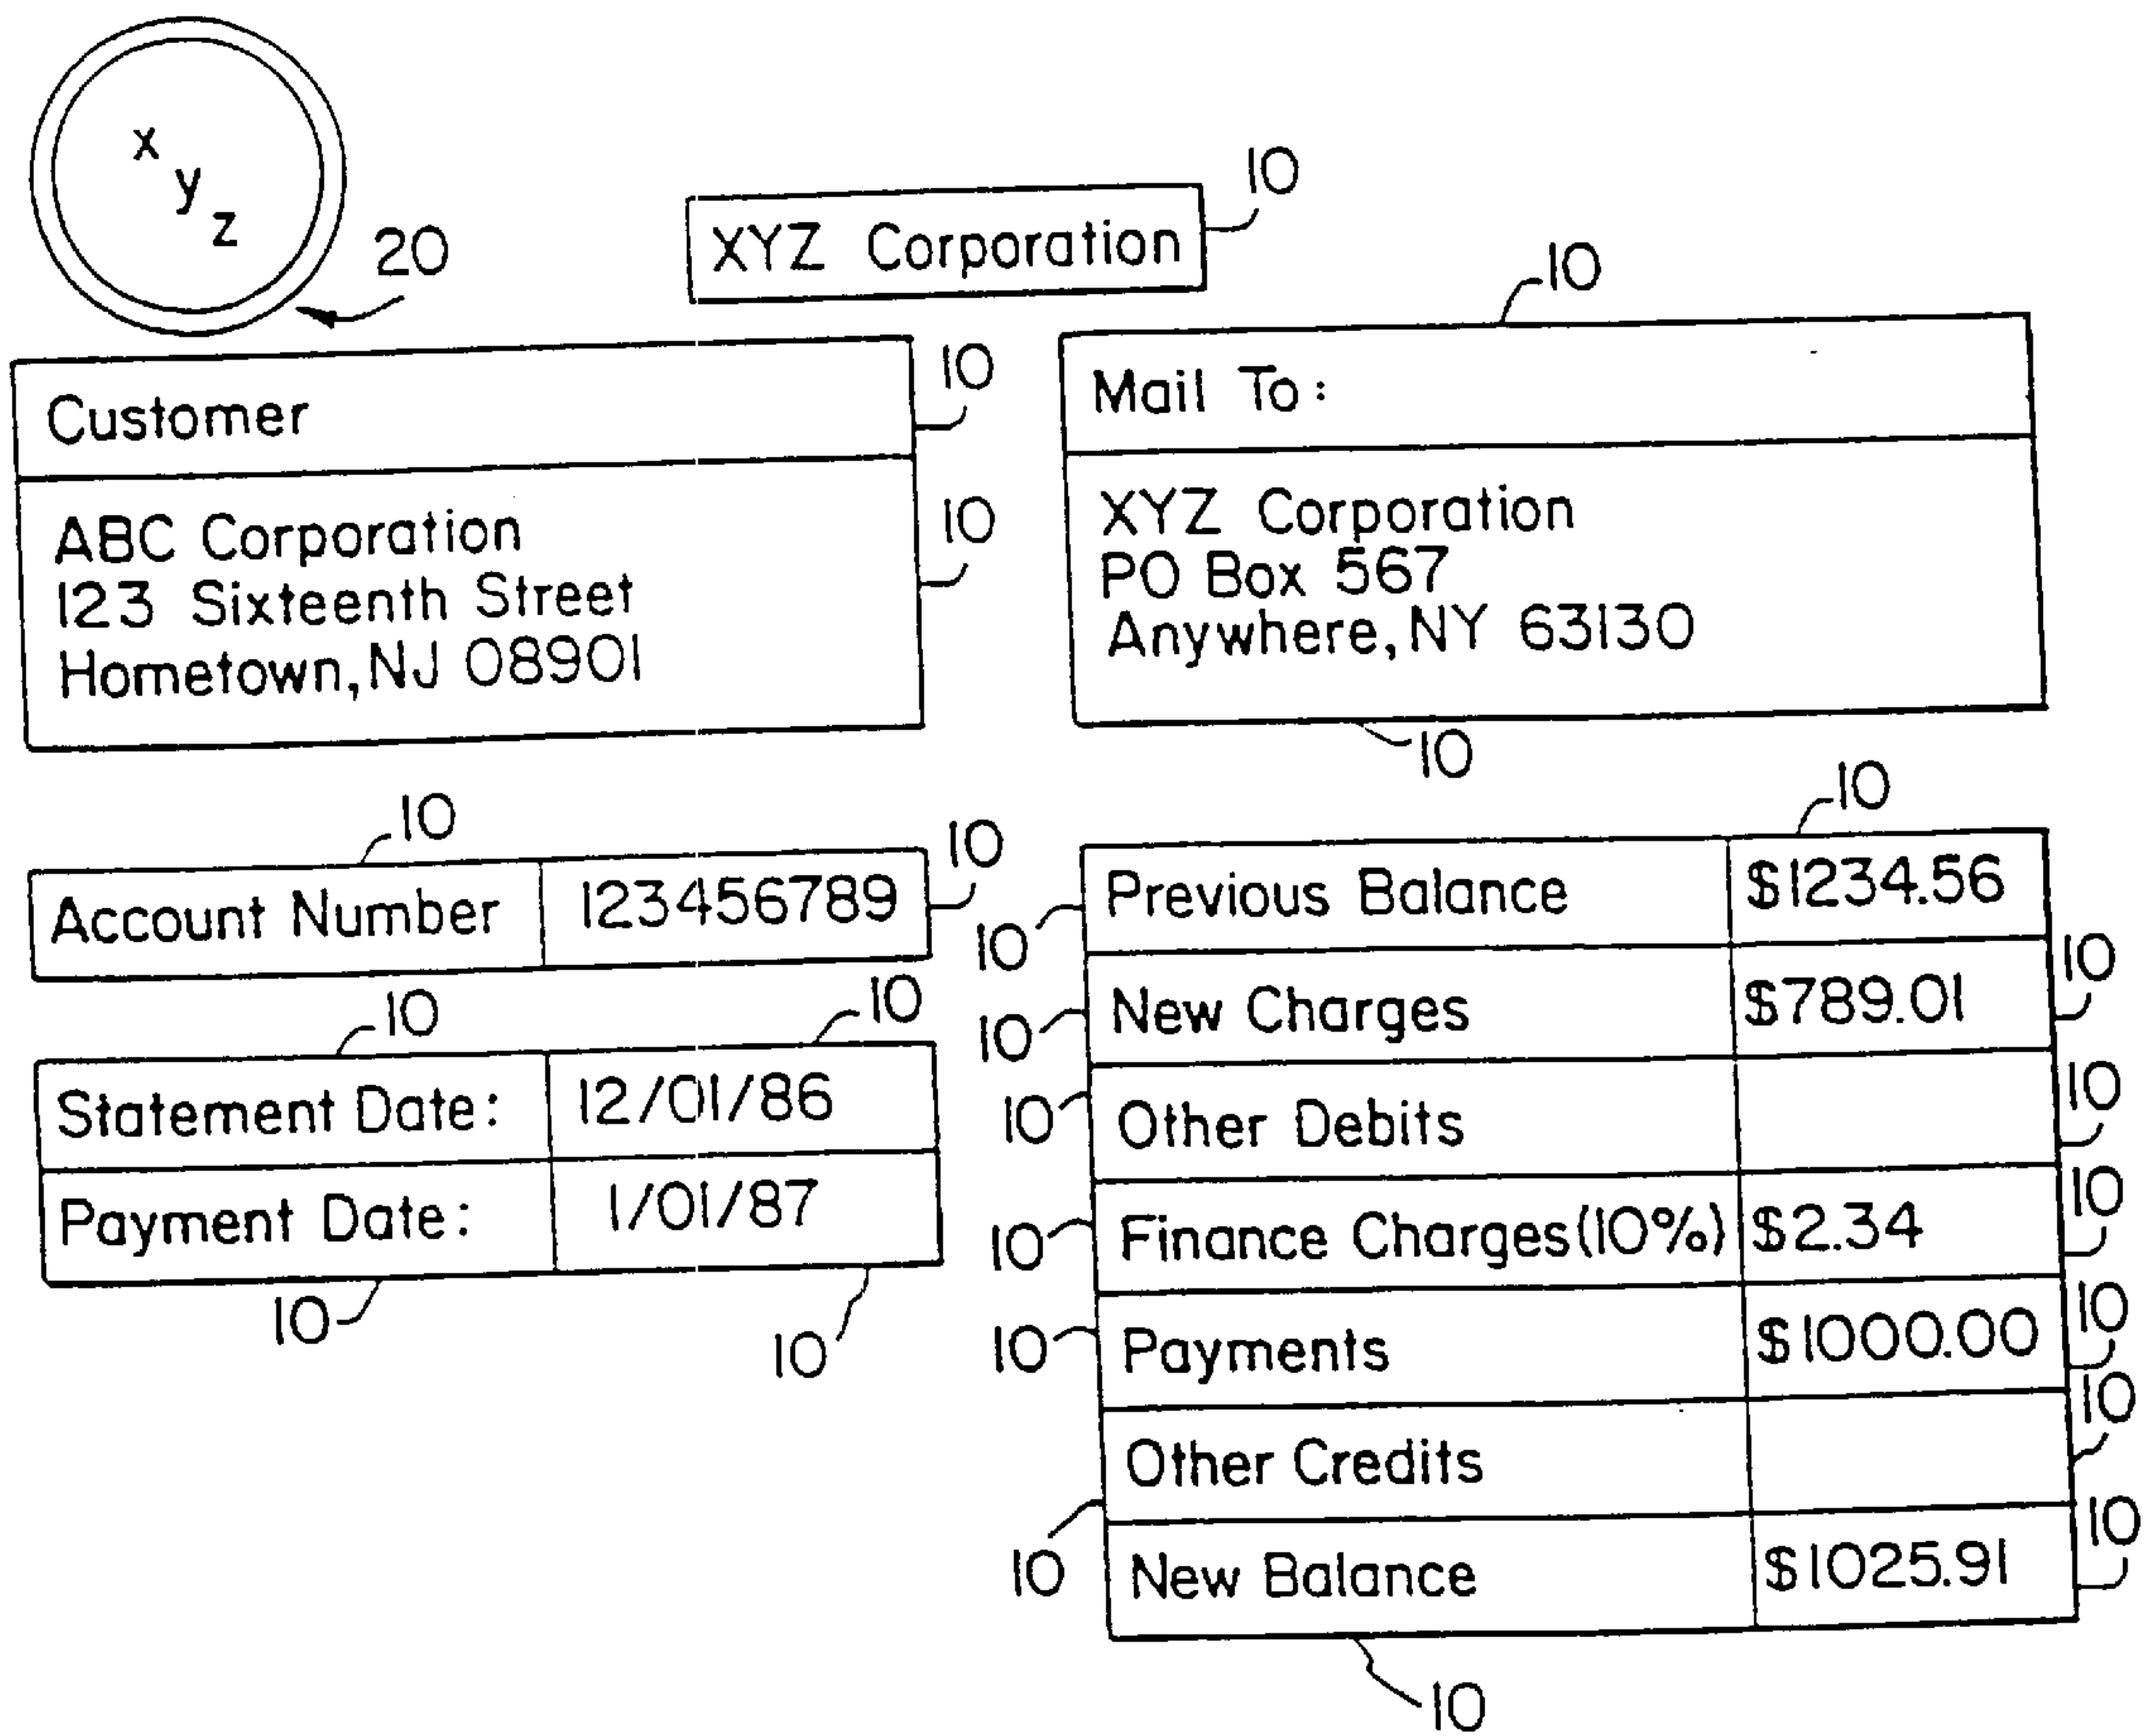 x
y
z
20
XYZ Corporation
10
10
Customer
10
Mail To:
ABC Corporation
123 Sixteenth Street
Hometown, NJ 08901
10
XYZ Corporation
PO Box 567
Anywhere, NY 63130
10
10
Account Number 123456789
10
10
10
Statement Date: 12/01/86
Payment Date: 1/01/87
10
10
10
10 Previous Balance $1234.56
10 New Charges $789.01 10
10 Other Debits 10
10 Finance Charges(10%) $2.34 10
10 Payments $1000.00 10
10 Other Credits 10
New Balance $1025.91 10
10